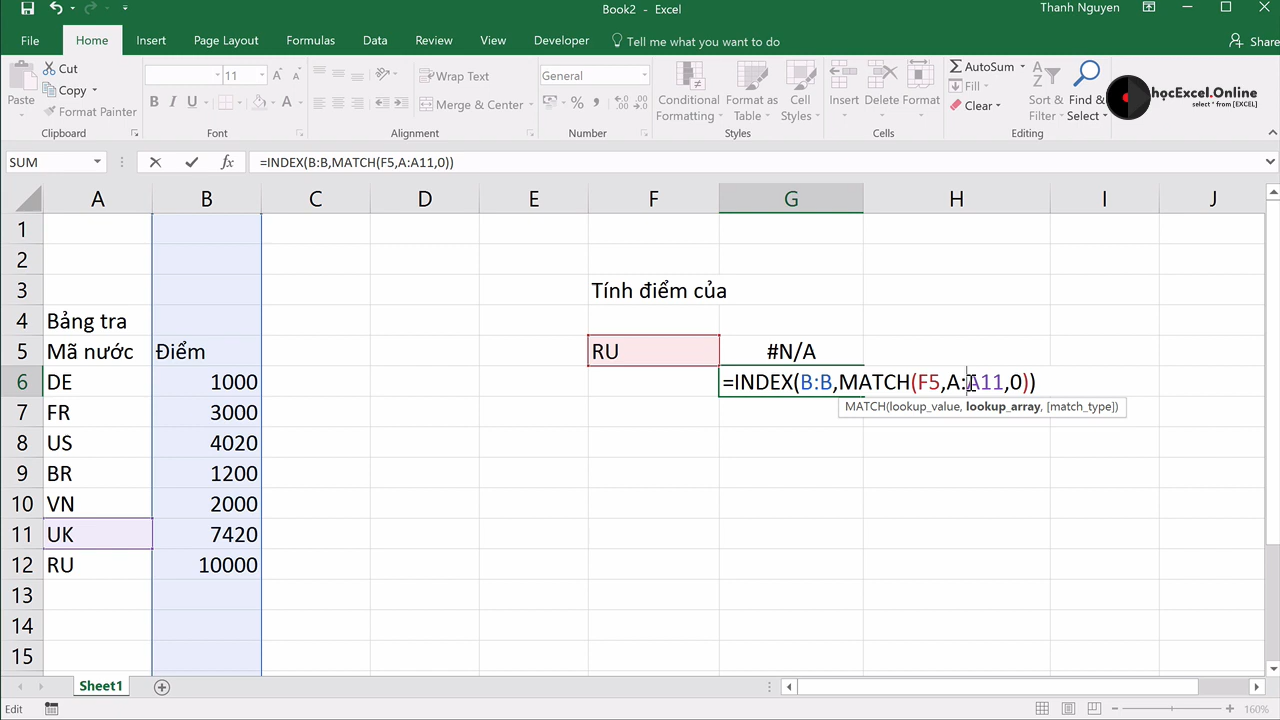 Book2 - Excel
Thanh Nguyen
File Home Insert Page Layout Formulas Data Review View Developer Tell me what you want to do Share
Paste
Cut
Copy
Format Painter
Clipboard
11 A A
B I U A
Font
Wrap Text
Merge & Center
Alignment
General
% ,
Number
Conditional Formatting
Format as Table
Cell Styles
Styles
Insert Delete Format
Cells
AutoSum
Fill
Clear
Sort & Filter
Find & Select
Editing
học Excel.Online
select * from [EXCEL]
SUM fx =INDEX(B:B,MATCH(F5,A:A11,0))
A B C D E F G H I J
1
2
3 Tính điểm của
4 Bảng tra
5 Mã nước Điểm RU #N/A
6 DE 1000 =INDEX(B:B,MATCH(F5,A:A11,0))
MATCH(lookup_value, lookup_array, [match_type])
7 FR 3000
8 US 4020
9 BR 1200
10 VN 2000
11 UK 7420
12 RU 10000
13
14
15
Sheet1
Edit 160%